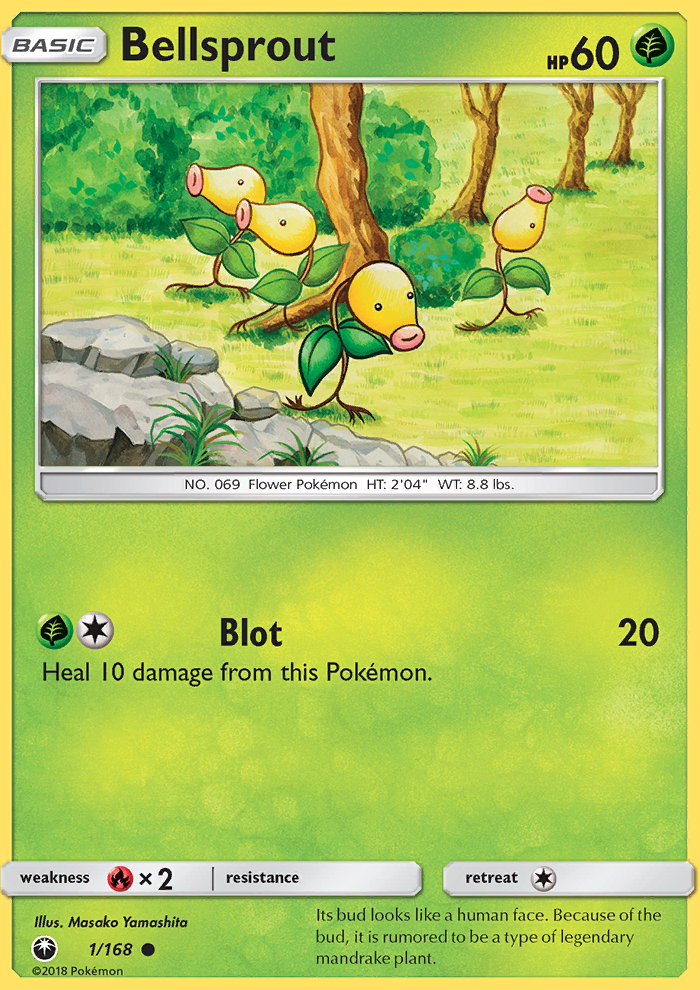 BASIC Bellsprout HP60
NO. 069 Flower Pokémon HT: 2'04" WT: 8.8 lbs.
Blot 20
Heal 10 damage from this Pokémon.
weakness ×2 resistance retreat
Illus. Masako Yamashita
1/168
©2018 Pokémon
Its bud looks like a human face. Because of the
bud, it is rumored to be a type of legendary
mandrake plant.